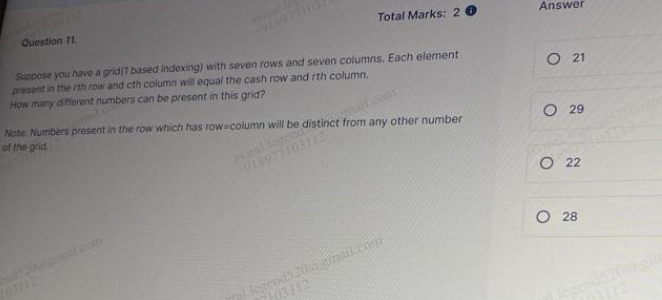 Total Marks: 2
Answer
Question 11.
Suppose you have a grid(1 based indexing) with seven rows and seven columns. Each element
present in the rth row and cth column will equal the cash row and rth column.
How many different numbers can be present in this grid?
Note: Numbers present in the row which has row=column will be distinct from any other number
of the grid.
21
29
22
28